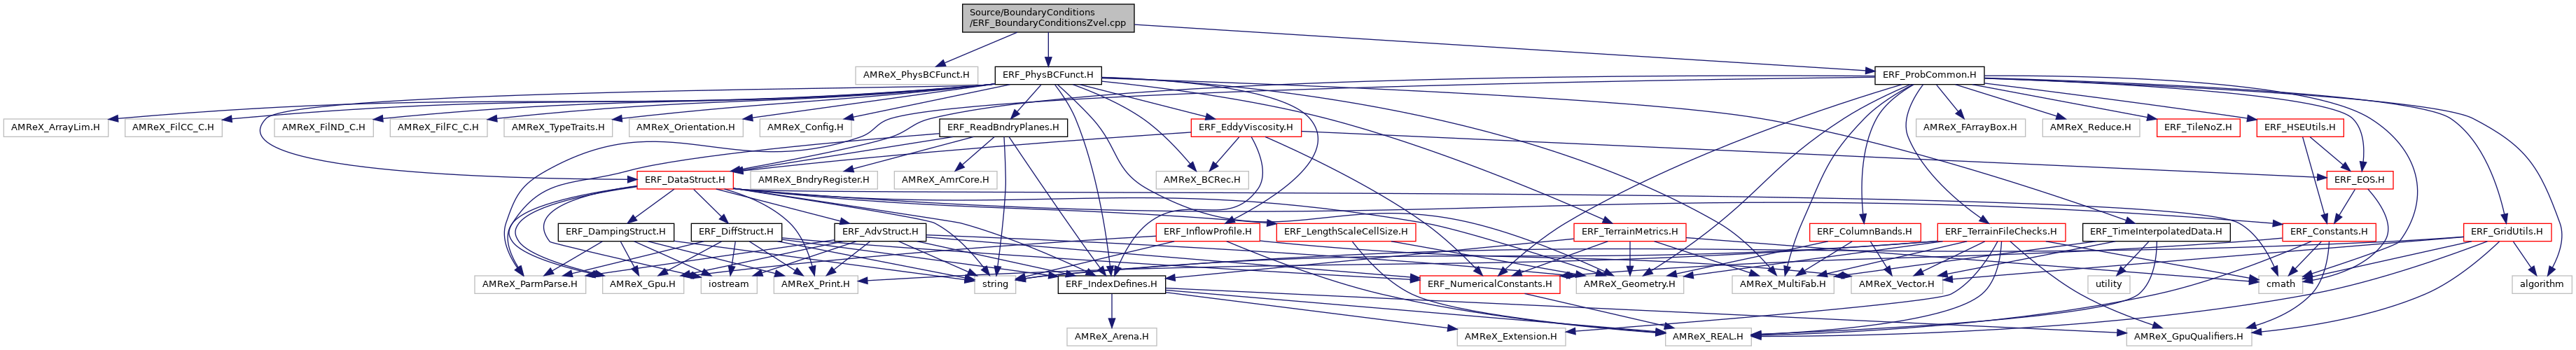 Source/BoundaryConditions
/ERF_BoundaryConditionsZvel.cpp
AMReX_PhysBCFunct.H
ERF_PhysBCFunct.H
ERF_ProbCommon.H
AMReX_ArrayLim.H
AMReX_FilCC_C.H
AMReX_FilND_C.H
AMReX_FilFC_C.H
AMReX_TypeTraits.H
AMReX_Orientation.H
AMReX_Config.H
ERF_ReadBndryPlanes.H
ERF_EddyViscosity.H
AMReX_FArrayBox.H
AMReX_Reduce.H
ERF_TileNoZ.H
ERF_HSEUtils.H
ERF_DataStruct.H
AMReX_BndryRegister.H
AMReX_AmrCore.H
AMReX_BCRec.H
ERF_EOS.H
ERF_DampingStruct.H
ERF_DiffStruct.H
ERF_AdvStruct.H
ERF_InflowProfile.H
ERF_LengthScaleCellSize.H
ERF_TerrainMetrics.H
ERF_ColumnBands.H
ERF_TerrainFileChecks.H
ERF_TimeInterpolatedData.H
ERF_Constants.H
ERF_GridUtils.H
AMReX_ParmParse.H
AMReX_Gpu.H
iostream
AMReX_Print.H
string
ERF_IndexDefines.H
ERF_NumericalConstants.H
AMReX_Geometry.H
AMReX_MultiFab.H
AMReX_Vector.H
utility
cmath
algorithm
AMReX_Arena.H
AMReX_Extension.H
AMReX_REAL.H
AMReX_GpuQualifiers.H